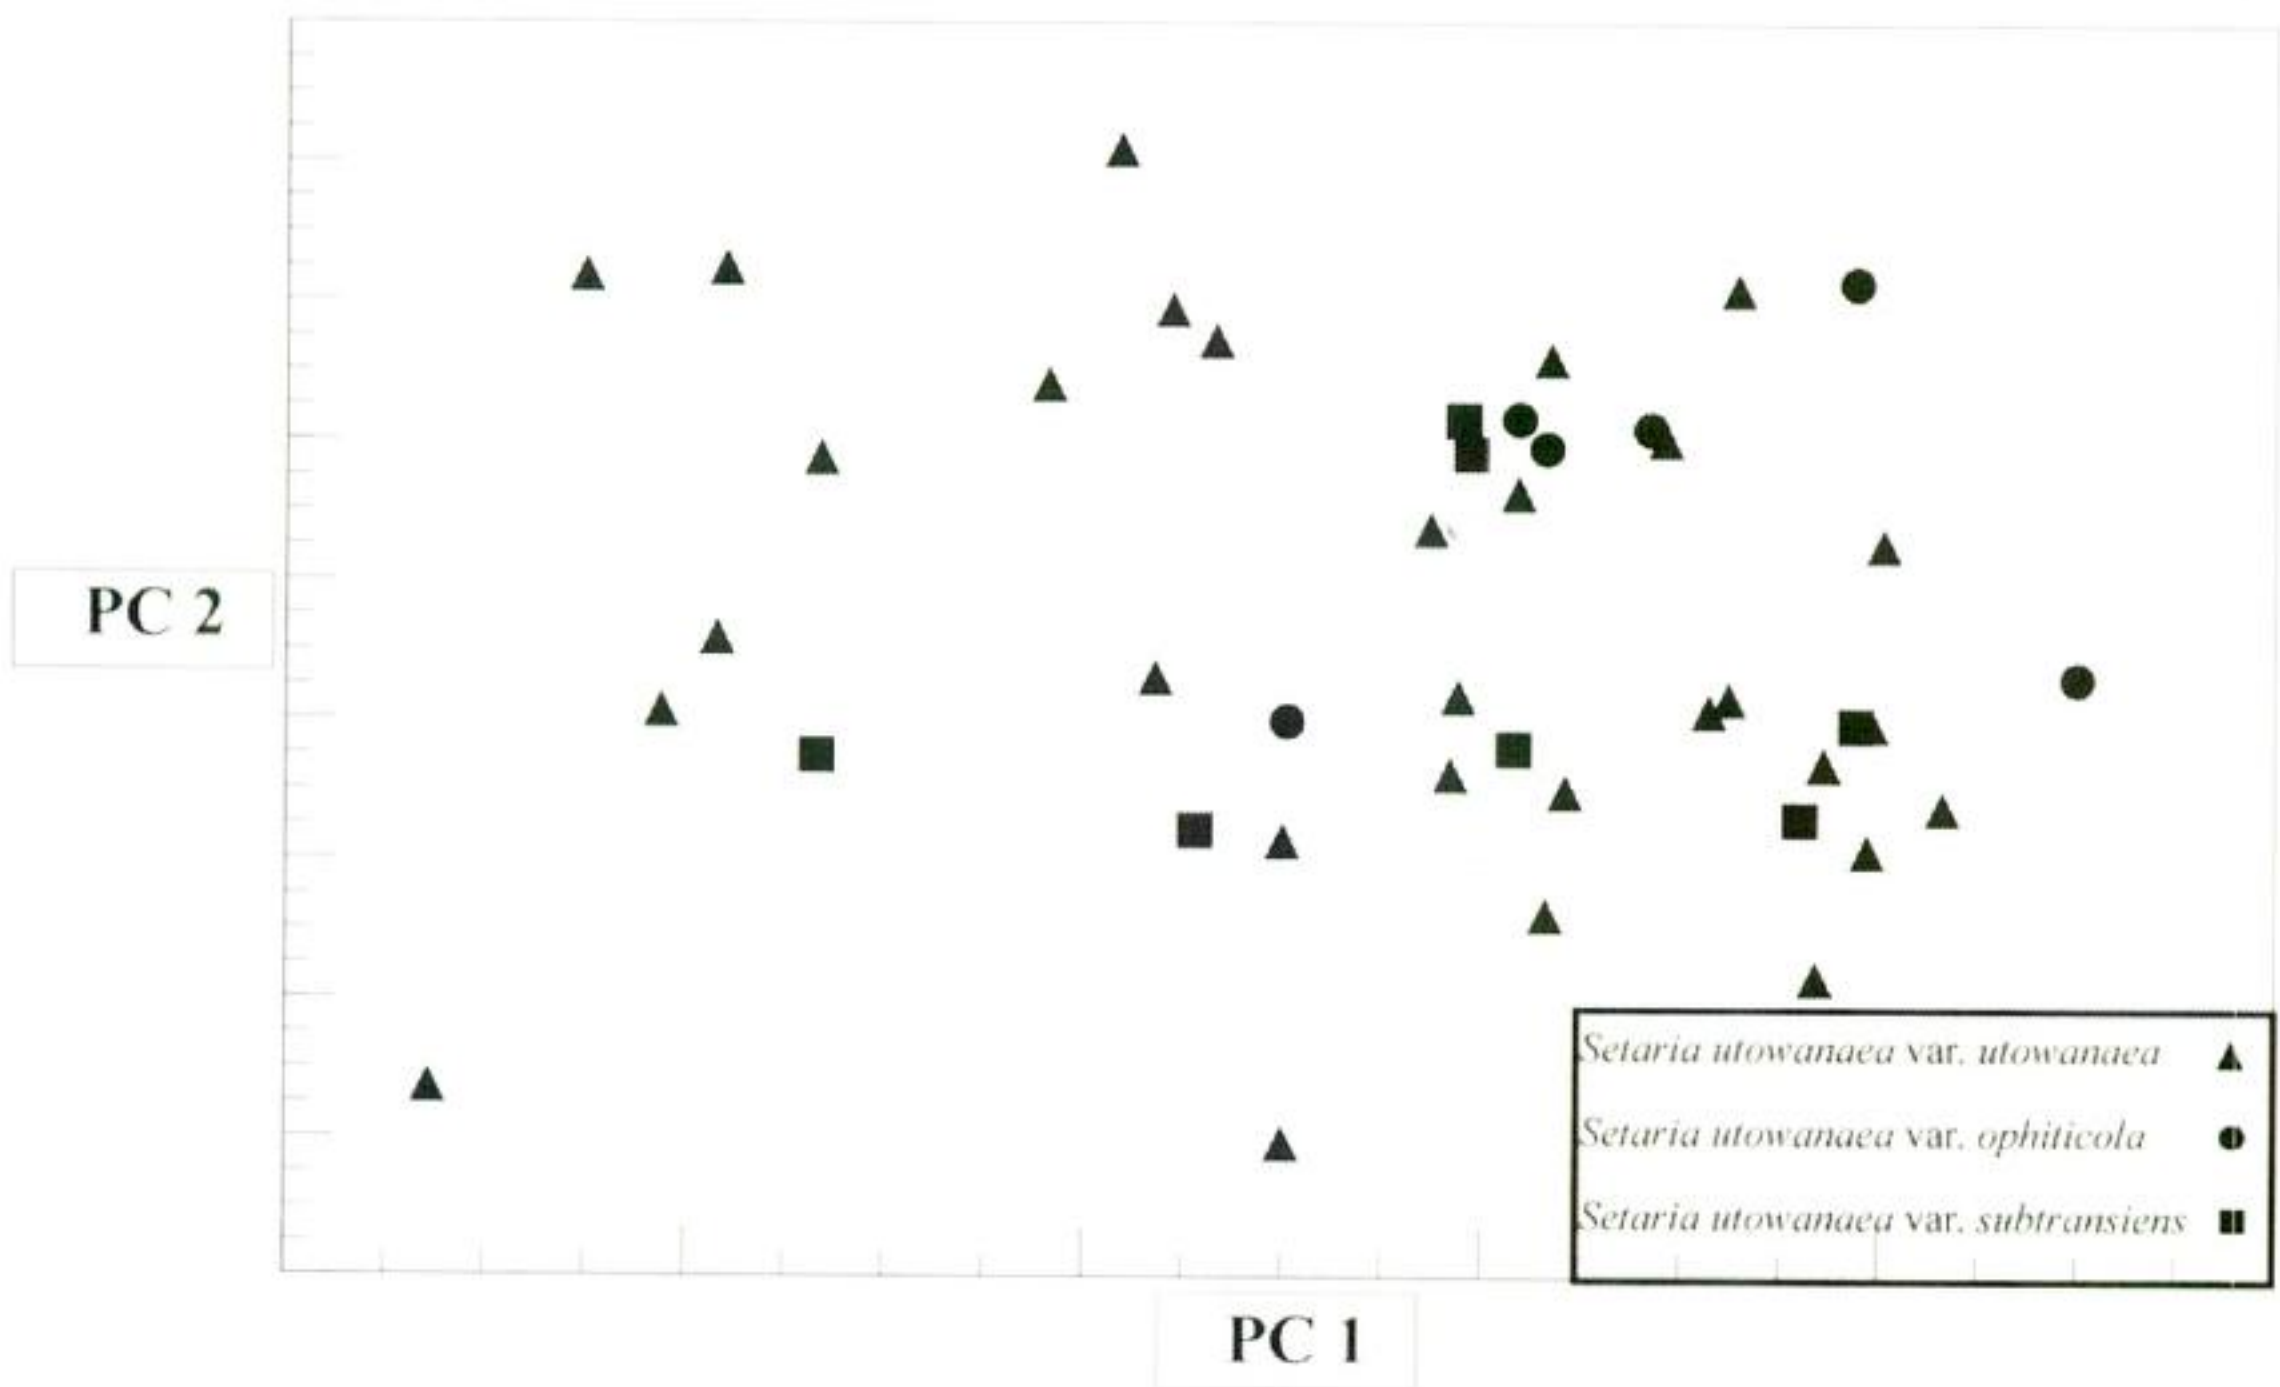 PC 2
Setaria utowanaea var. utowanaea
Setaria utowanaea var. ophiticola
Setaria utowanaea var. subtransiens
PC 1